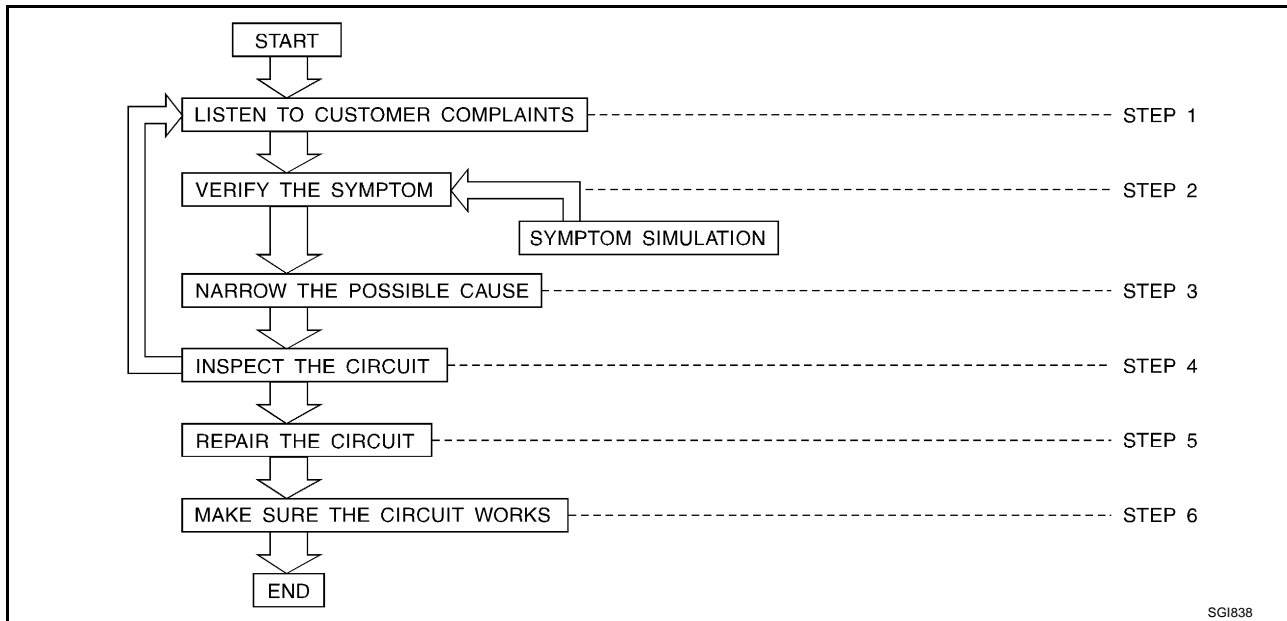 START
LISTEN TO CUSTOMER COMPLAINTS
STEP 1
VERIFY THE SYMPTOM
STEP 2
SYMPTOM SIMULATION
NARROW THE POSSIBLE CAUSE
STEP 3
INSPECT THE CIRCUIT
STEP 4
REPAIR THE CIRCUIT
STEP 5
MAKE SURE THE CIRCUIT WORKS
STEP 6
END
SGI838